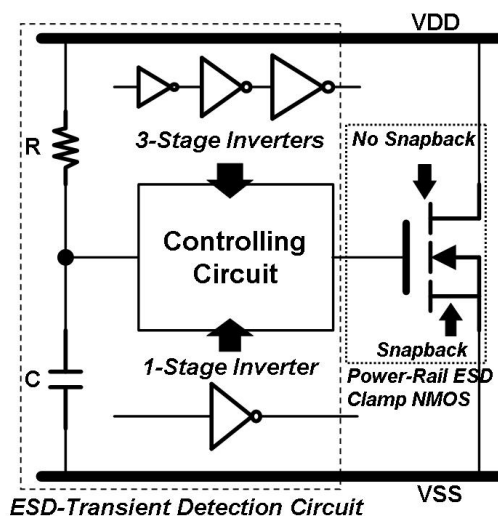 VDD
R
3-Stage Inverters
No Snapback
Controlling
Circuit
1-Stage Inverter
Snapback
C
Power-Rail ESD
Clamp NMOS
VSS
ESD-Transient Detection Circuit